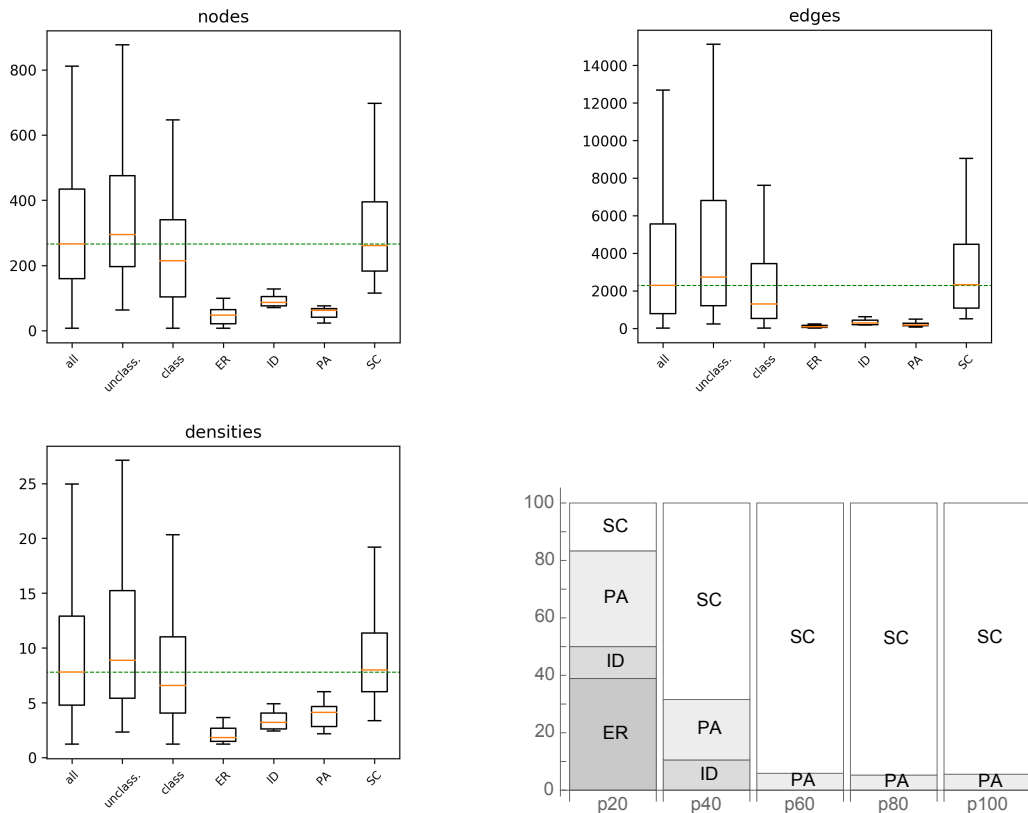 nodes
800
600
400
200
0
all
unclass.
class
ER
ID
PA
SC
edges
14000
12000
10000
8000
6000
4000
2000
0
all
unclass.
class
ER
ID
PA
SC
densities
25
20
15
10
5
0
all
unclass.
class
ER
ID
PA
SC
100
80
60
40
20
0
SC
PA
ID
ER
SC
PA
ID
SC
PA
SC
PA
SC
PA
p20 p40 p60 p80 p100